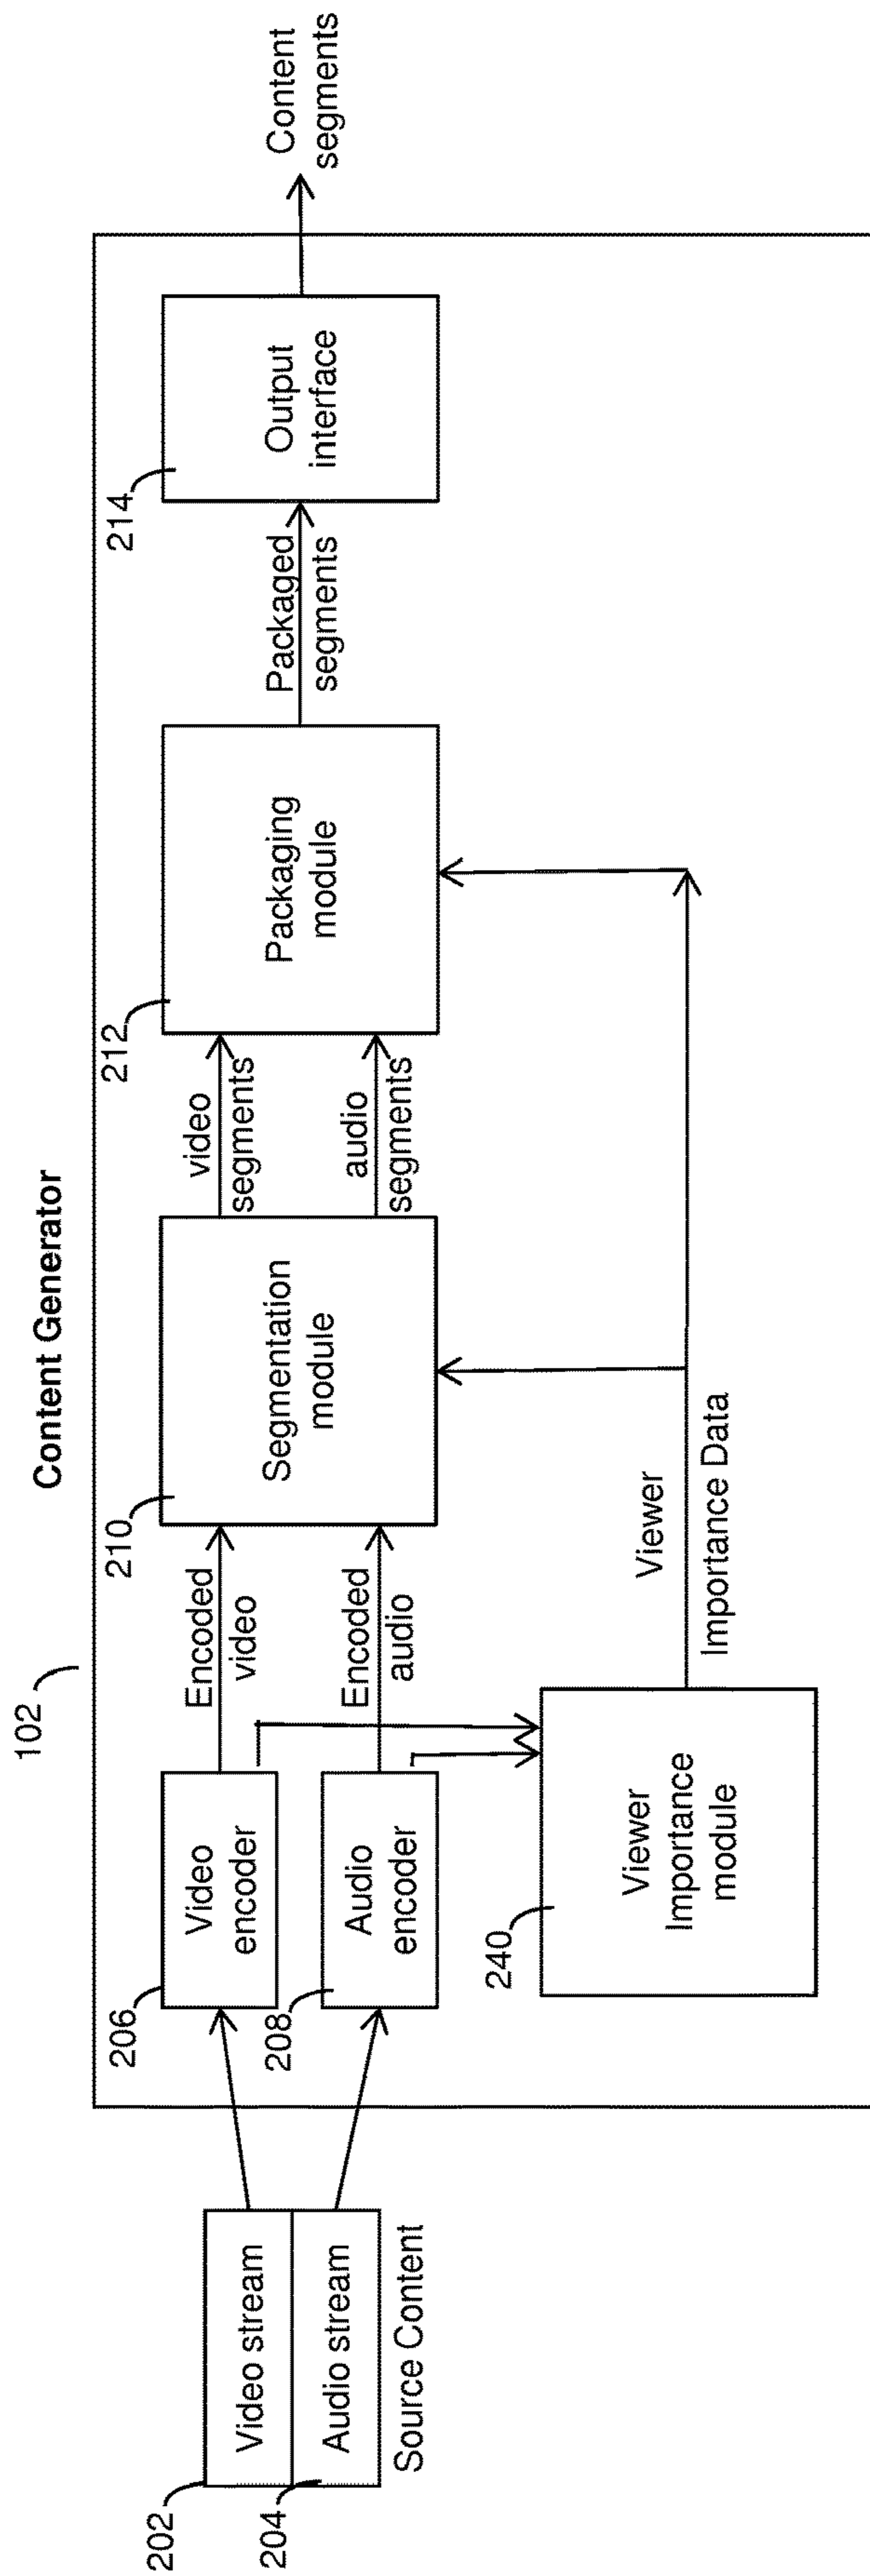 Content Generator
102
202
Video stream
204
Audio stream
Source Content
206
Video
encoder
208
Audio
encoder
Encoded
video
Encoded
audio
240
Viewer
Importance
module
Viewer
Importance Data
210
Segmentation
module
video
segments
audio
segments
212
Packaging
module
Packaged
segments
214
Output
interface
Content
segments